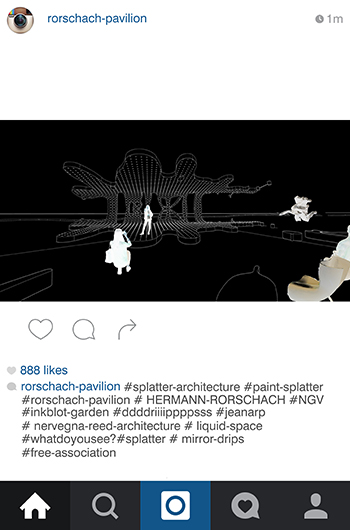 rorschach-pavilion 1m
888 likes
rorschach-pavilion #splatter-architecture #paint-splatter
#rorschach-pavilion # HERMANN-RORSCHACH #NGV
#inkblot-garden #ddddriiiippppsss #jeanarp
# nervegna-reed-architecture # liquid-space
#whatdoyousee?#splatter # mirror-drips
#free-association